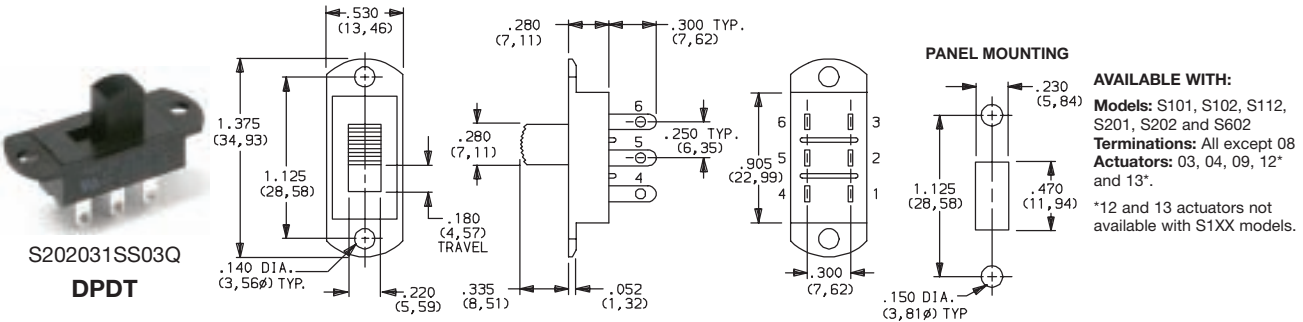 S202031SS03Q
DPDT
.530
(13,46)
1.375
(34,93)
1.125
(28,58)
.180
(4,57)
TRAVEL
.140 DIA.
(3,56ø) TYP.
.220
(5,59)
.280
(7,11)
.300 TYP.
(7,62)
.280
(7,11)
6
5
4
.250 TYP.
(6,35)
.335
(8,51)
.052
(1,32)
.905
(22,99)
6 3
5 2
4 1
.300
(7,62)
PANEL MOUNTING
.230
(5,84)
1.125
(28,58)
.470
(11,94)
.150 DIA.
(3,81ø) TYP
AVAILABLE WITH:
Models: S101, S102, S112,
S201, S202 and S602
Terminations: All except 08
Actuators: 03, 04, 09, 12*
and 13*.
*12 and 13 actuators not
available with S1XX models.